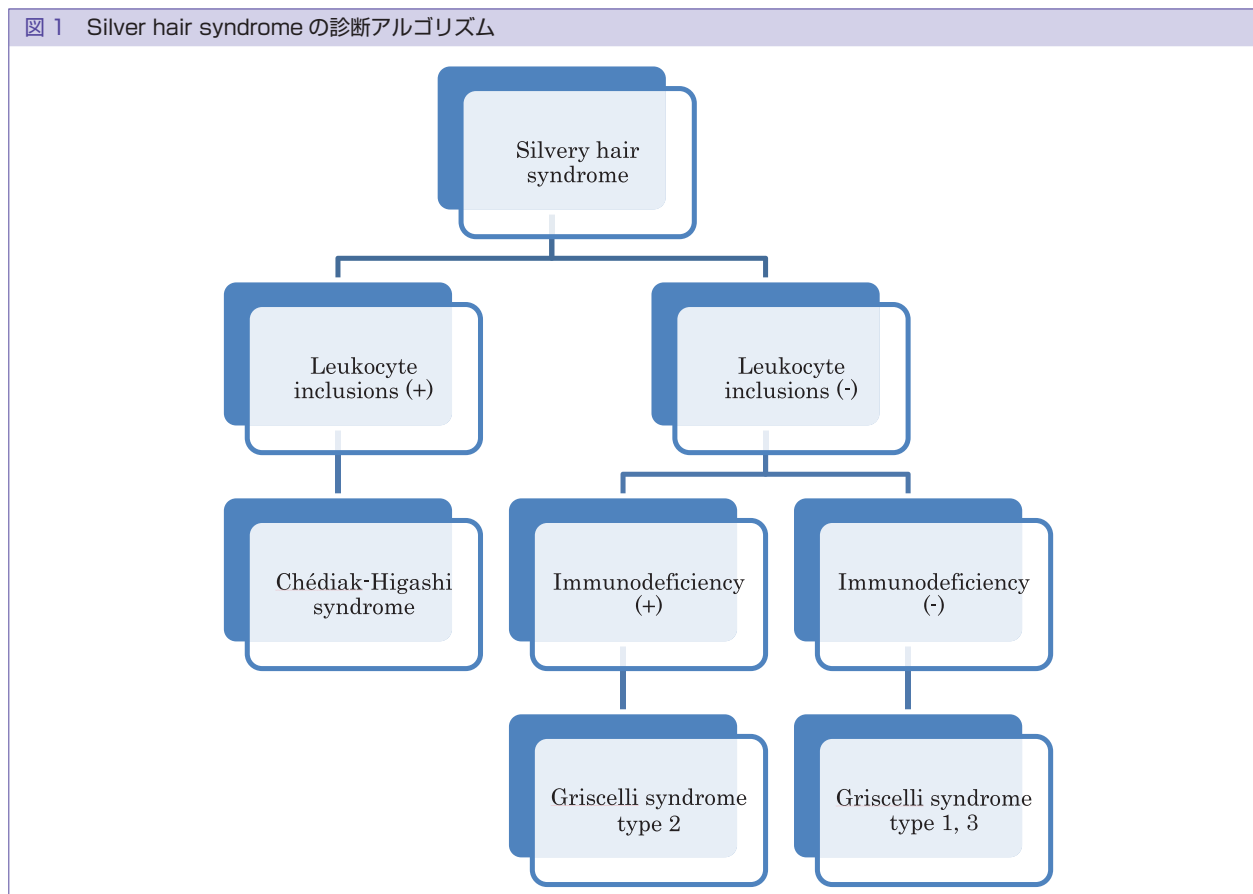 図 1 Silver hair syndrome の診断アルゴリズム
Silvery hair
syndrome
Leukocyte
inclusions (+)
Leukocyte
inclusions (-)
Chédiak-Higashi
syndrome
Immunodeficiency
(+)
Immunodeficiency
(-)
Griscelli syndrome
type 2
Griscelli syndrome
type 1, 3